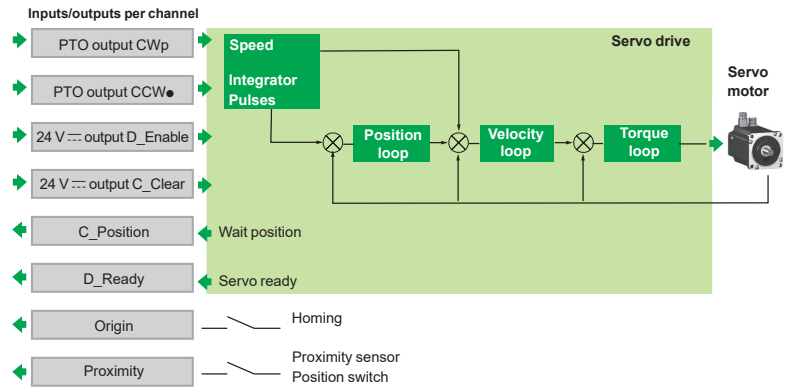 Inputs/outputs per channel
PTO output CWp
PTO output CCW●
24 V ⎓ output D_Enable
24 V ⎓ output C_Clear
C_Position
D_Ready
Origin
Proximity
Speed
Integrator
Pulses
Servo drive
Position
loop
Velocity
loop
Torque
loop
Servo
motor
Wait position
Servo ready
Homing
Proximity sensor
Position switch